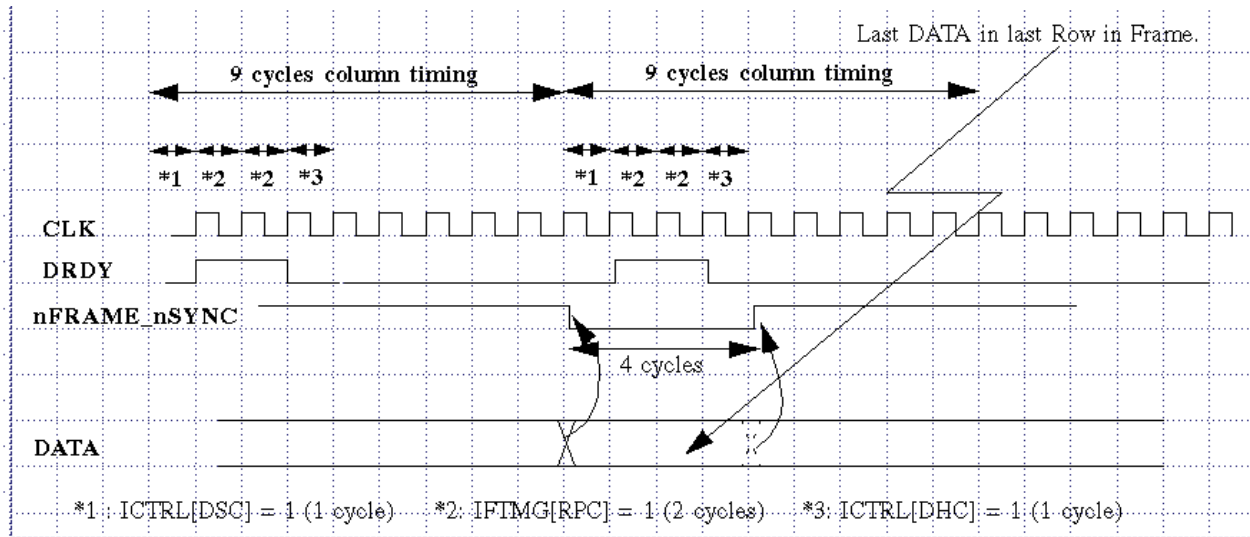 Last DATA in last Row in Frame.
9 cycles column timing 9 cycles column timing
*1 *2 *2 *3 *1 *2 *2 *3
CLK
DRDY
nFRAME_nSYNC
4 cycles
DATA
*1 : ICTRL[DSC] = 1 (1 cycle) *2: IFTMG[RPC] = 1 (2 cycles) *3: ICTRL[DHC] = 1 (1 cycle)